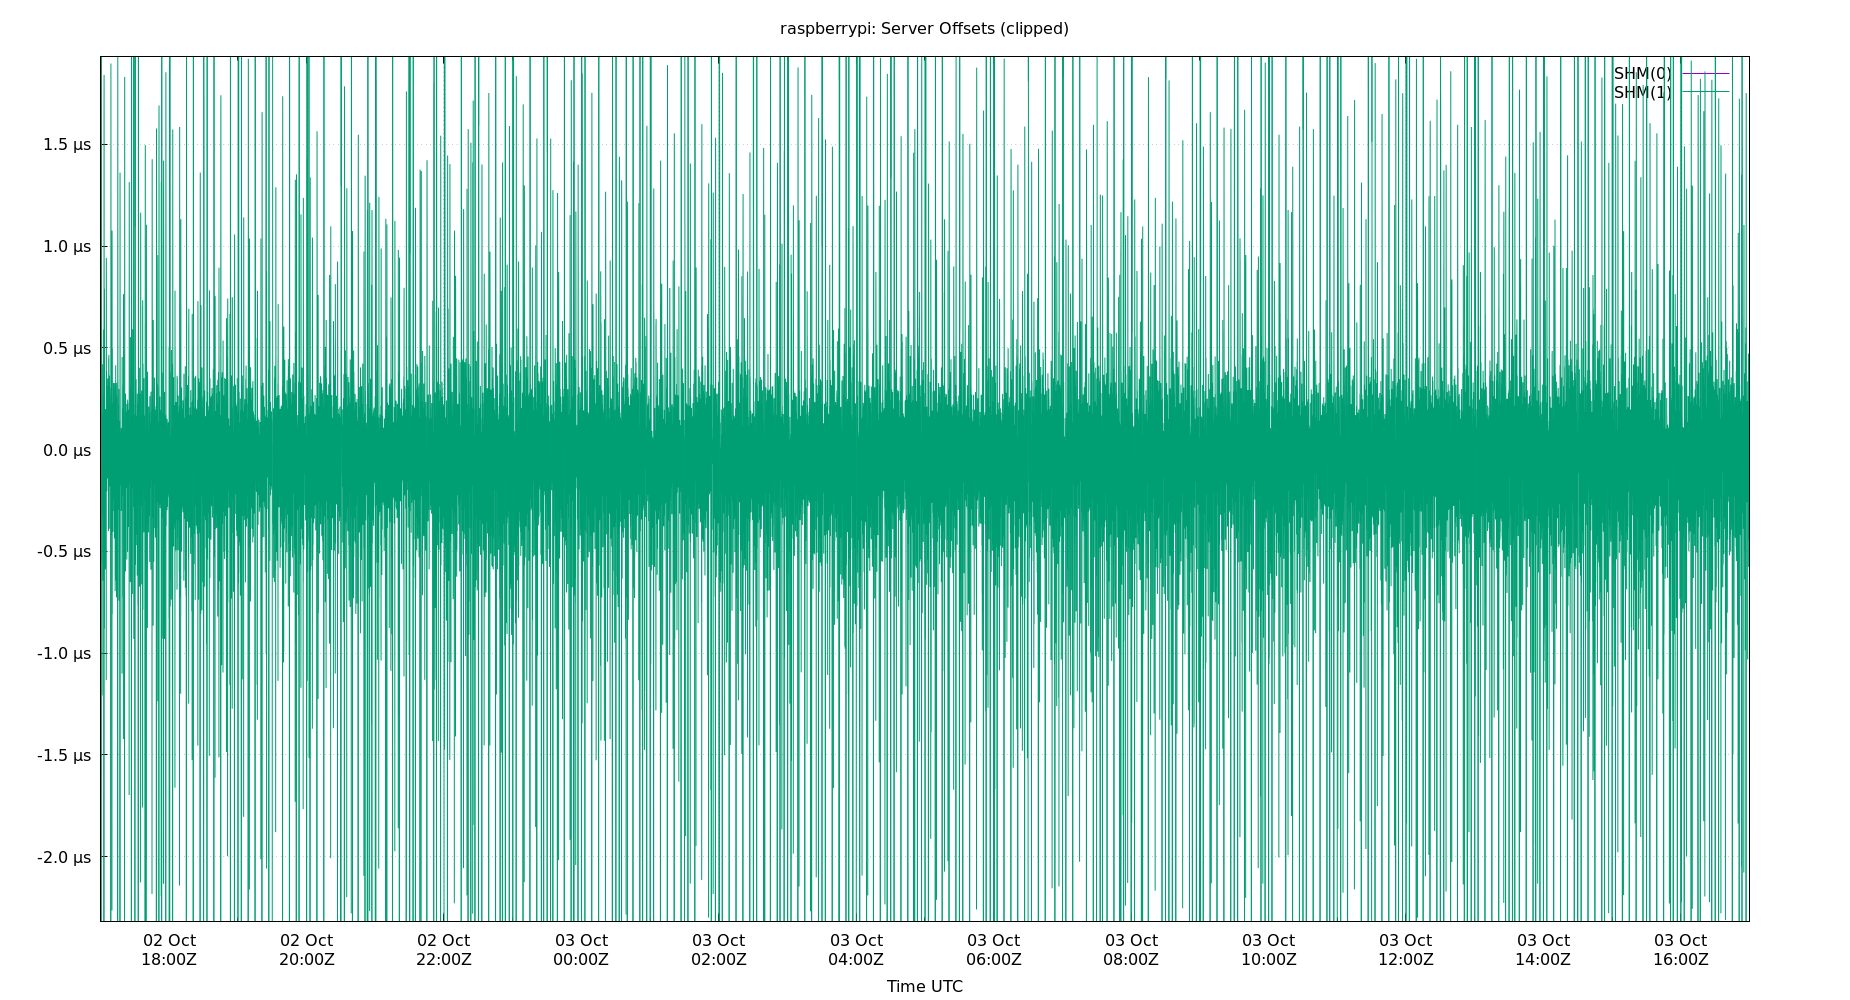 raspberrypi: Server Offsets (clipped)
SHM(0)
SHM(1)
1.5 µs
1.0 µs
0.5 µs
0.0 µs
-0.5 µs
-1.0 µs
-1.5 µs
-2.0 µs
02 Oct 02 Oct 02 Oct 03 Oct 03 Oct 03 Oct 03 Oct 03 Oct 03 Oct 03 Oct 03 Oct 03 Oct
18:00Z 20:00Z 22:00Z 00:00Z 02:00Z 04:00Z 06:00Z 08:00Z 10:00Z 12:00Z 14:00Z 16:00Z
Time UTC